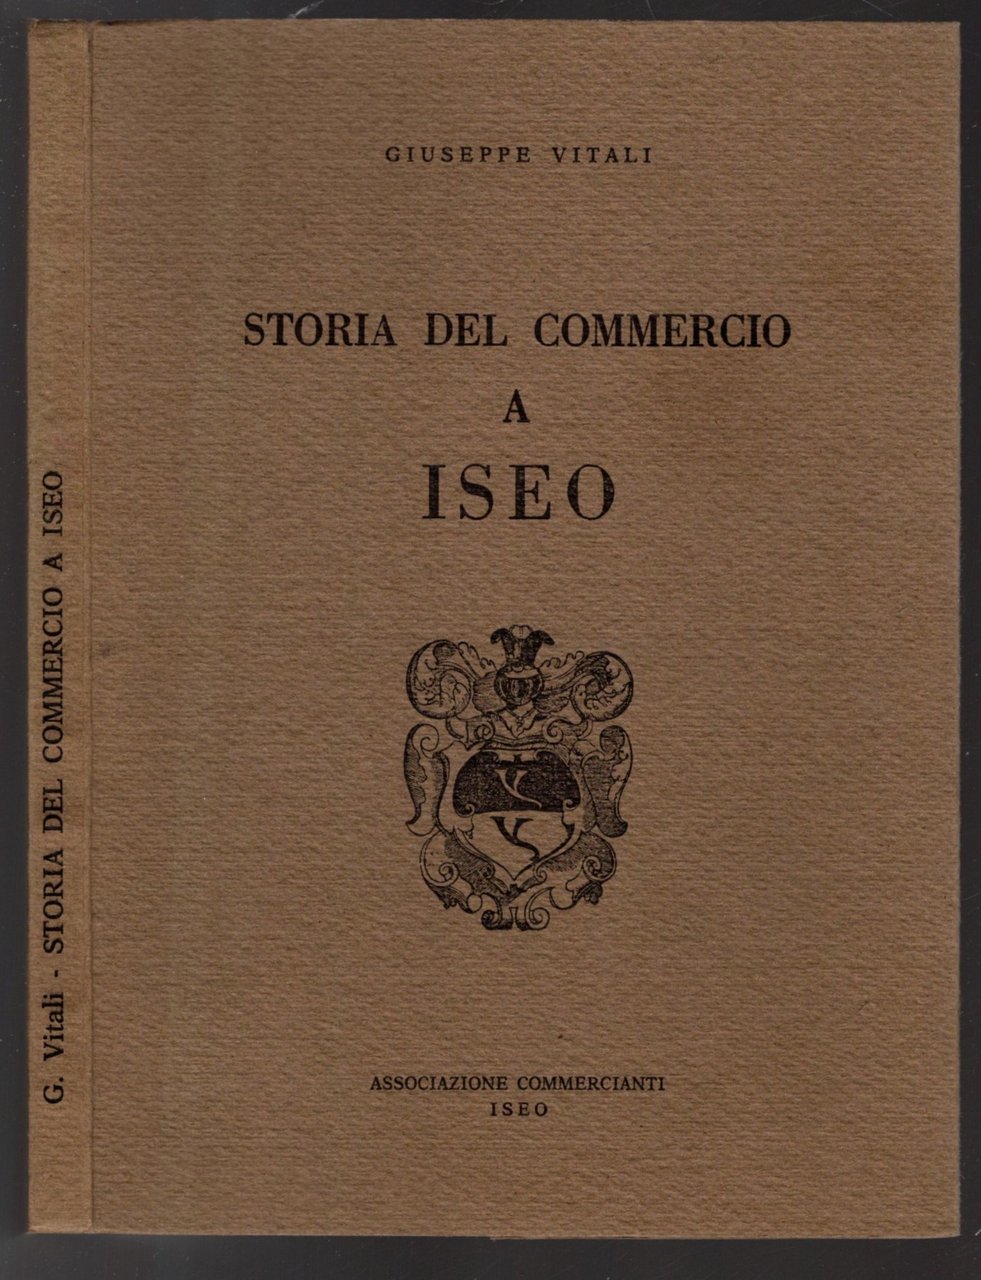 GIUSEPPE VITALI
STORIA DEL COMMERCIO
A
ISEO
ASSOCIAZIONE COMMERCIANTI
ISEO
G. Vitali - STORIA DEL COMMERCIO A ISEO